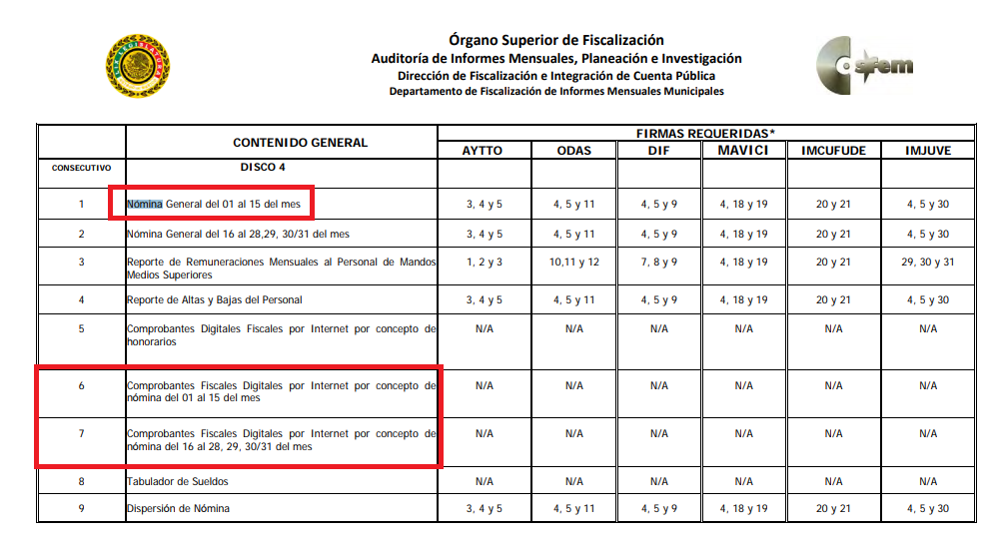 Órgano Superior de Fiscalización
Auditoría de Informes Mensuales, Planeación e Investigación
Dirección de Fiscalización e Integración de Cuenta Pública
Departamento de Fiscalización de Informes Mensuales Municipales
LIX LEGISLATURA
osfem
CONTENIDO GENERAL
FIRMAS REQUERIDAS*
AYTTO ODAS DIF MAVICI IMCUFUDE IMJUVE
CONSECUTIVO DISCO 4
1 Nómina General del 01 al 15 del mes 3, 4 y 5 4, 5 y 11 4, 5 y 9 4, 18 y 19 20 y 21 4, 5 y 30
2 Nómina General del 16 al 28,29, 30/31 del mes 3, 4 y 5 4, 5 y 11 4, 5 y 9 4, 18 y 19 20 y 21 4, 5 y 30
3 Reporte de Remuneraciones Mensuales al Personal de Mandos 1, 2 y 3 10,11 y 12 7, 8 y 9 4, 18 y 19 20 y 21 29, 30 y 31
Medios Superiores
4 Reporte de Altas y Bajas del Personal 3, 4 y 5 4, 5 y 11 4, 5 y 9 4, 18 y 19 20 y 21 4, 5 y 30
5 Comprobantes Digitales Fiscales por Internet por concepto de N/A N/A N/A N/A N/A N/A
honorarios
6 Comprobantes Fiscales Digitales por Internet por concepto de N/A N/A N/A N/A N/A N/A
nómina del 01 al 15 del mes
7 Comprobantes Fiscales Digitales por Internet por concepto de N/A N/A N/A N/A N/A N/A
nómina del 16 al 28, 29, 30/31 del mes
8 Tabulador de Sueldos N/A N/A N/A N/A N/A N/A
9 Dispersión de Nómina 3, 4 y 5 4, 5 y 11 4, 5 y 9 4, 18 y 19 20 y 21 4, 5 y 30